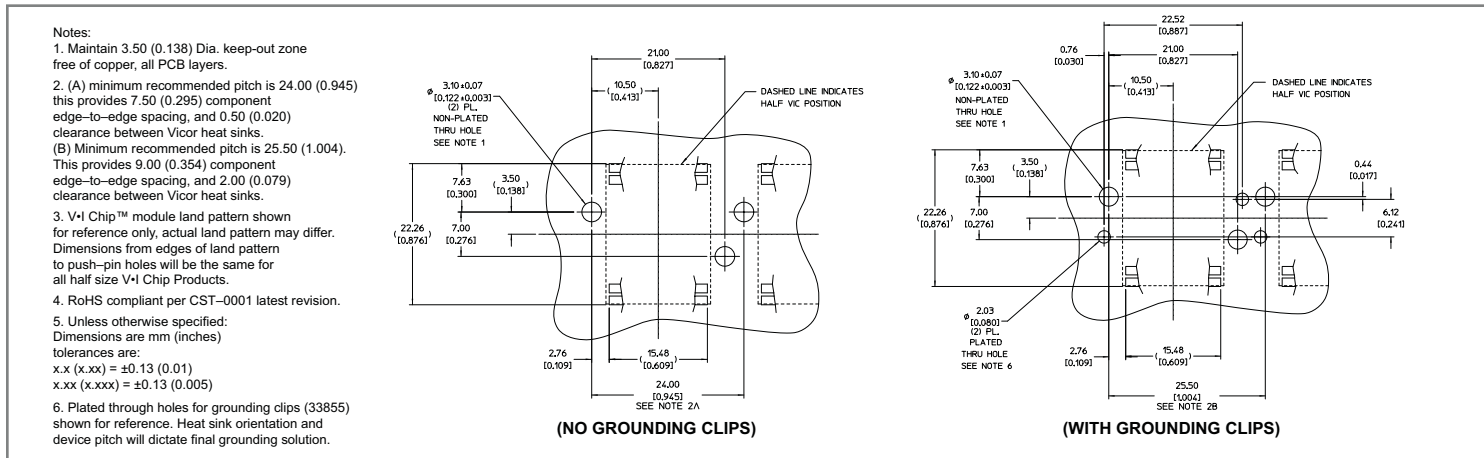 Notes:
1. Maintain 3.50 (0.138) Dia. keep-out zone
free of copper, all PCB layers.
2. (A) minimum recommended pitch is 24.00 (0.945)
this provides 7.50 (0.295) component
edge–to–edge spacing, and 0.50 (0.020)
clearance between Vicor heat sinks.
(B) Minimum recommended pitch is 25.50 (1.004).
This provides 9.00 (0.354) component
edge–to–edge spacing, and 2.00 (0.079)
clearance between Vicor heat sinks.
3. V•I Chip™ module land pattern shown
for reference only, actual land pattern may differ.
Dimensions from edges of land pattern
to push–pin holes will be the same for
all half size V•I Chip Products.
4. RoHS compliant per CST–0001 latest revision.
5. Unless otherwise specified:
Dimensions are mm (inches)
tolerances are:
x.x (x.xx) = ±0.13 (0.01)
x.xx (x.xxx) = ±0.13 (0.005)
6. Plated through holes for grounding clips (33855)
shown for reference. Heat sink orientation and
device pitch will dictate final grounding solution.
21.00
[0.827]
(10.50)
[0.413]
ø 3.10±0.07
[0.122±0.003]
(2) PL.
NON-PLATED
THRU HOLE
SEE NOTE 1
DASHED LINE INDICATES
HALF VIC POSITION
7.63
[0.300]
(3.50)
[0.138]
(22.26)
[0.876]
7.00
[0.276]
2.76
[0.109]
(15.48)
[0.609]
24.00
[0.945]
SEE NOTE 2A
(NO GROUNDING CLIPS)
22.52
[0.887]
0.76
[0.030]
21.00
[0.827]
(10.50)
[0.413]
ø 3.10±0.07
[0.122±0.003]
(2) PL.
NON-PLATED
THRU HOLE
SEE NOTE 1
DASHED LINE INDICATES
HALF VIC POSITION
7.63
[0.300]
(3.50)
[0.138]
0.44
[0.017]
(22.26)
[0.876]
7.00
[0.276]
6.12
[0.241]
ø 2.03
[0.080]
(2) PL.
PLATED
THRU HOLE
SEE NOTE 6
2.76
[0.109]
(15.48)
[0.609]
25.50
[1.004]
SEE NOTE 2B
(WITH GROUNDING CLIPS)